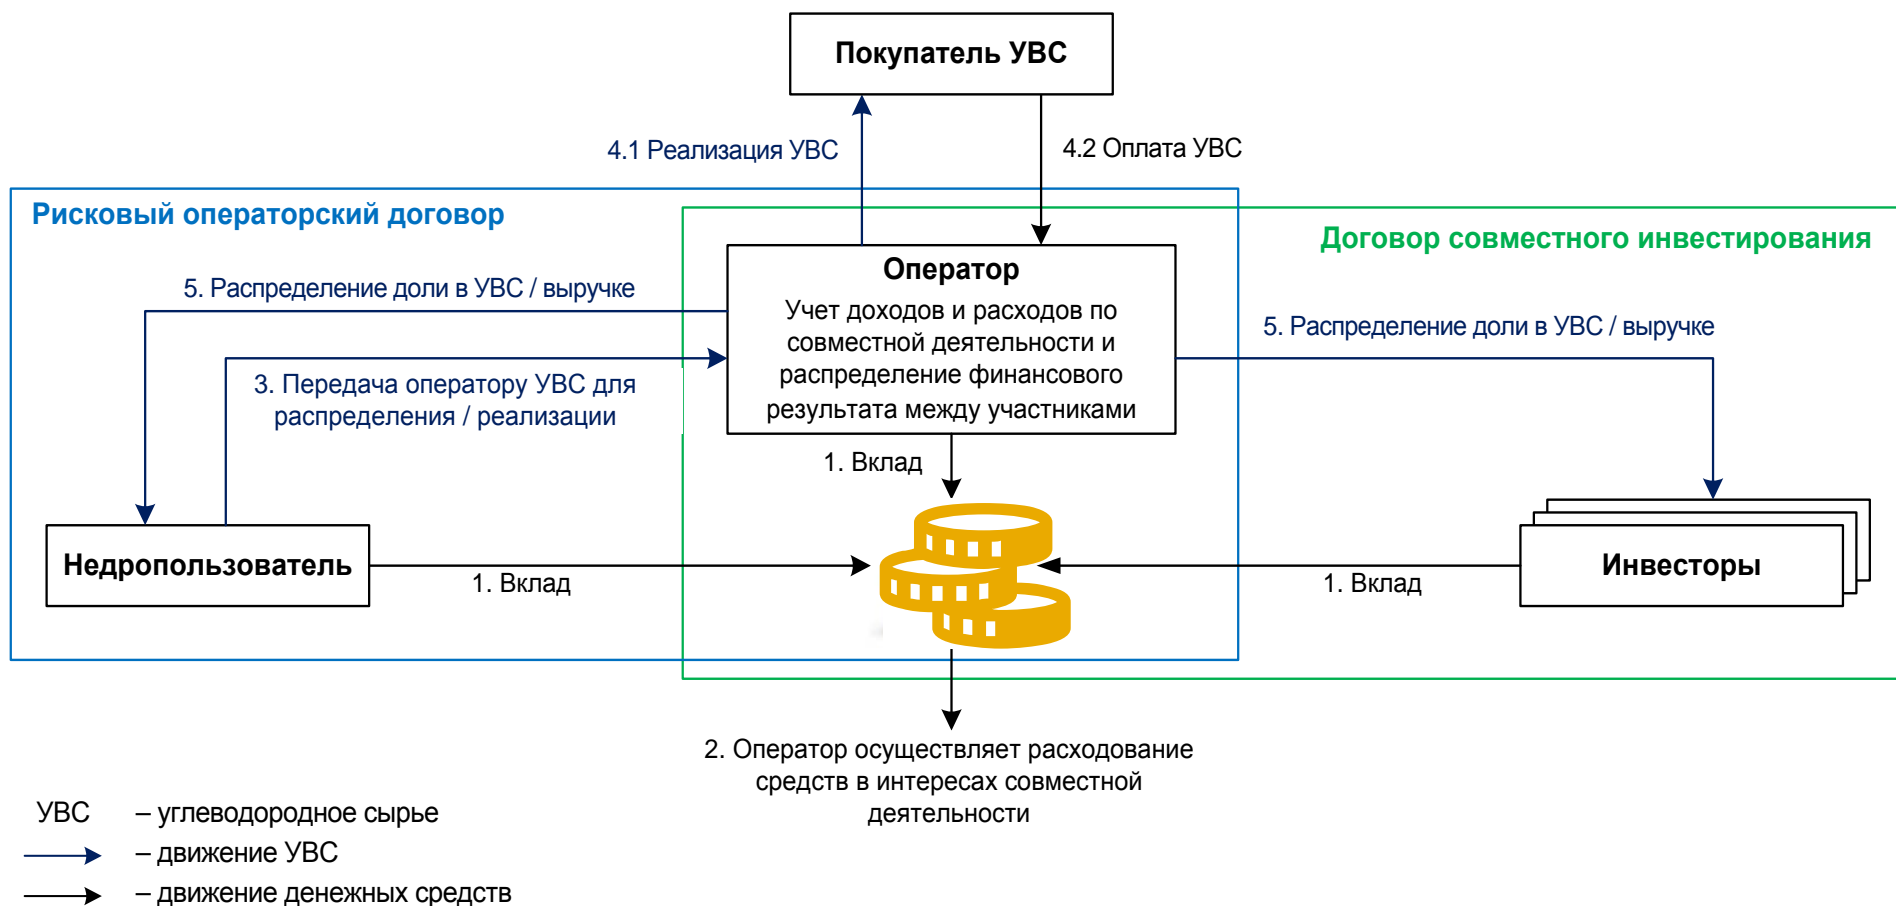 Покупатель УВС
4.1 Реализация УВС
4.2 Оплата УВС
Рисковый операторский договор
Договор совместного инвестирования
Оператор
Учет доходов и расходов по
совместной деятельности и
распределение финансового
результата между участниками
5. Распределение доли в УВС / выручке
5. Распределение доли в УВС / выручке
3. Передача оператору УВС для
распределения / реализации
1. Вклад
Недропользователь
1. Вклад
1. Вклад
Инвесторы
2. Оператор осуществляет расходование
средств в интересах совместной
деятельности
УВС – углеводородное сырье
– движение УВС
– движение денежных средств